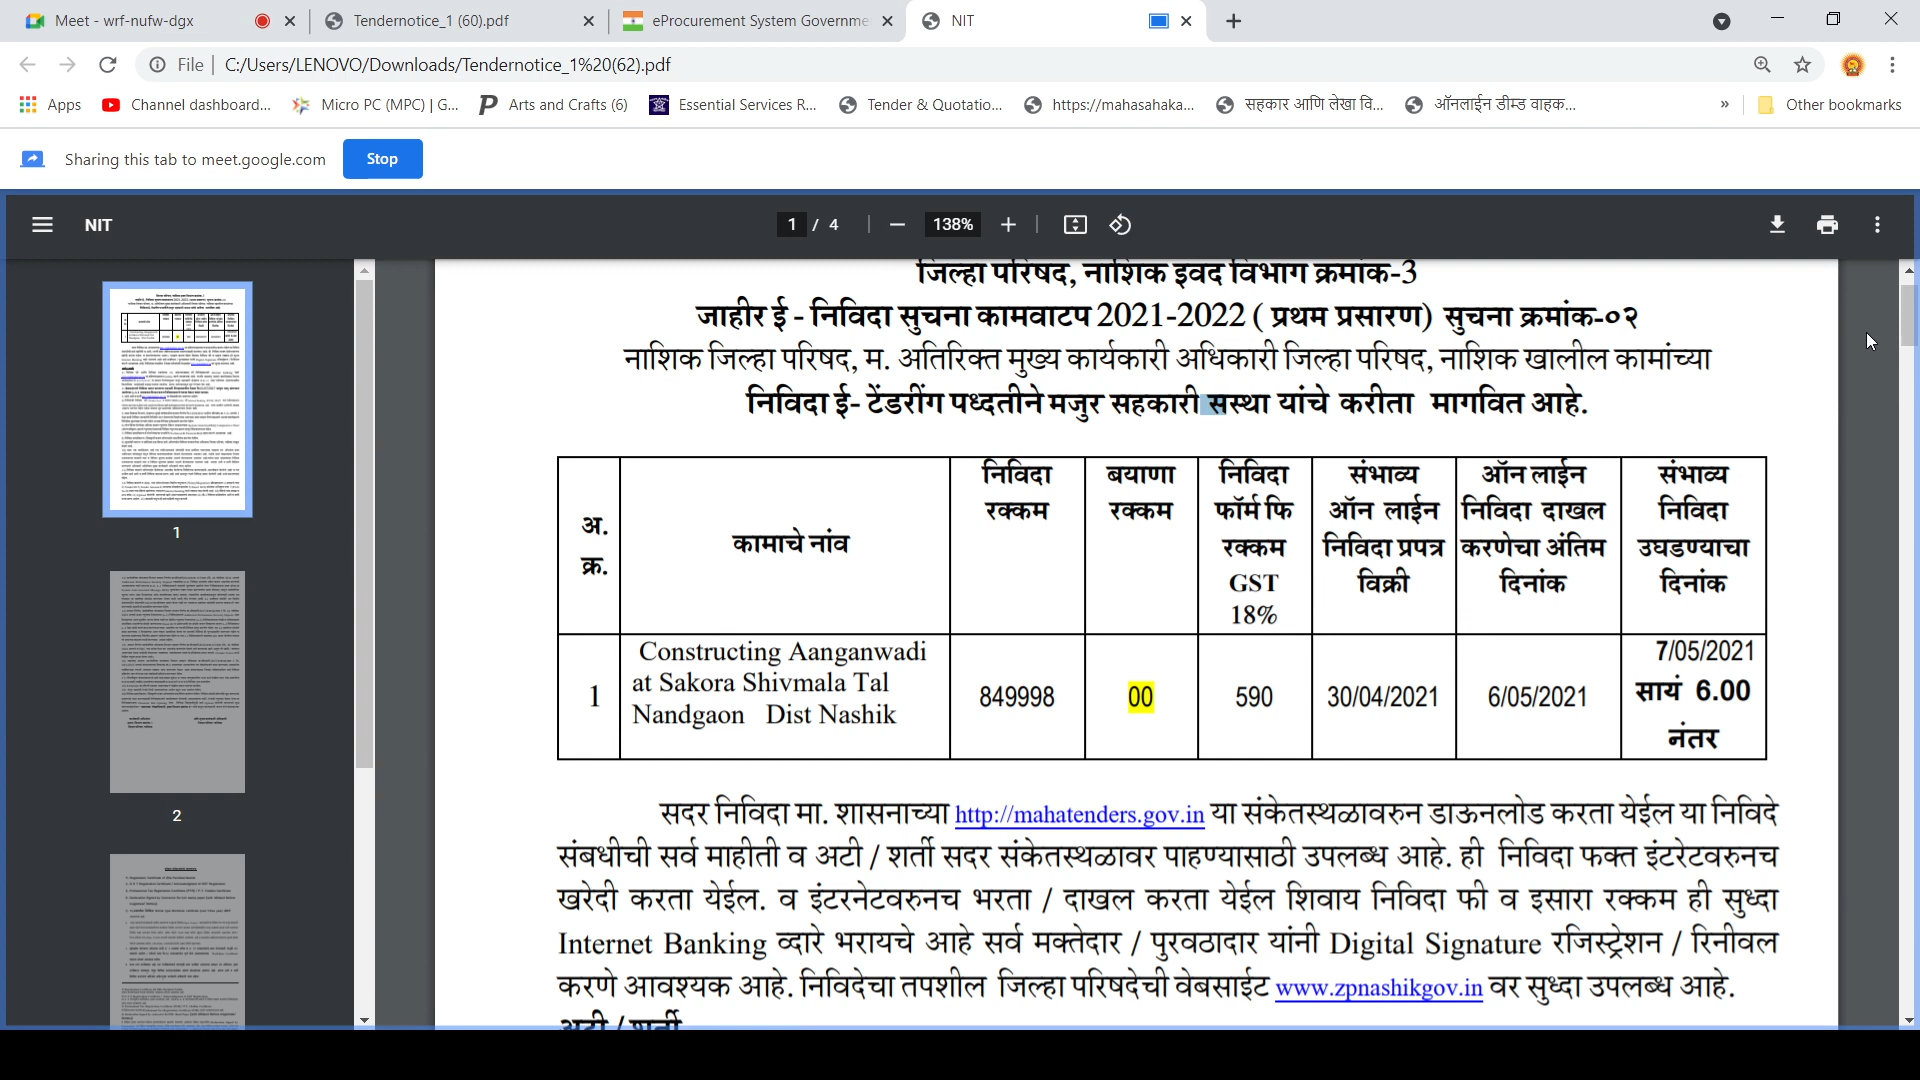 Meet - wrf-nufw-dgx
Tendernotice_1 (60).pdf
eProcurement System Governme
NIT
File
C:/Users/LENOVO/Downloads/Tendernotice_1%20(62).pdf
Apps
Channel dashboard...
Micro PC (MPC) | G...
Arts and Crafts (6)
Essential Services R...
Tender & Quotatio...
https://mahasahaka...
सहकार आणि लेखा वि...
ऑनलाईन डीम्ड वाहक...
»
Other bookmarks
Sharing this tab to meet.google.com
Stop
NIT
1 / 4
138%
1
2
जिल्हा परिषद, नाशिक इवद विभाग क्रमांक-3
जाहीर ई - निविदा सुचना कामवाटप 2021-2022 ( प्रथम प्रसारण) सुचना क्रमांक-०२
नाशिक जिल्हा परिषद, म. अतिरिक्त मुख्य कार्यकारी अधिकारी जिल्हा परिषद, नाशिक खालील कामांच्या
निविदा ई- टेंडरींग पध्दतीने मजुर सहकारी संस्था यांचे करीता मागवित आहे.
अ. क्र.
कामाचे नांव
निविदा रक्कम
बयाणा रक्कम
निविदा फॉर्म फि रक्कम GST 18%
संभाव्य ऑन लाईन निविदा प्रपत्र विक्री
ऑन लाईन निविदा दाखल करणेचा अंतिम दिनांक
संभाव्य निविदा उघडण्याचा दिनांक
1
Constructing Aanganwadi
at Sakora Shivmala Tal
Nandgaon Dist Nashik
849998
00
590
30/04/2021
6/05/2021
7/05/2021
सायं 6.00
नंतर
सदर निविदा मा. शासनाच्या http://mahatenders.gov.in या संकेतस्थळावरुन डाऊनलोड करता येईल या निविदे
संबधीची सर्व माहीती व अटी / शर्ती सदर संकेतस्थळावर पाहण्यासाठी उपलब्ध आहे. ही निविदा फक्त इंटरेटवरुनच
खरेदी करता येईल. व इंटरनेटवरुनच भरता / दाखल करता येईल शिवाय निविदा फी व इसारा रक्कम ही सुध्दा
Internet Banking व्दारे भरायचे आहे सर्व मक्तेदार / पुरवठादार यांनी Digital Signature रजिस्ट्रेशन / रिनीवल
करणे आवश्यक आहे. निविदेचा तपशील जिल्हा परिषदेची वेबसाईट www.zpnashikgov.in वर सुध्दा उपलब्ध आहे.
अटी / शर्ती